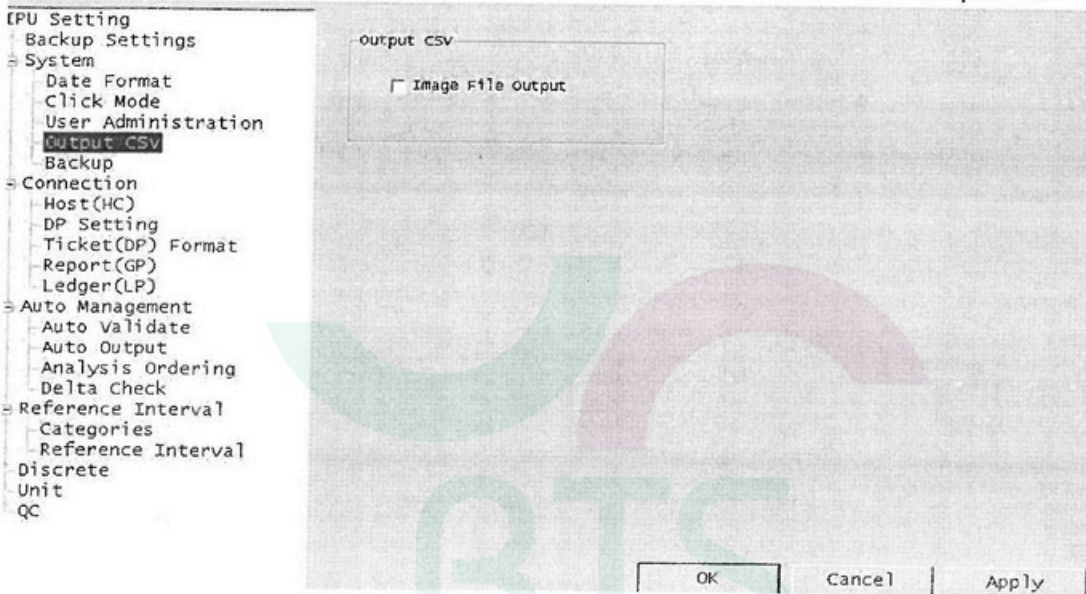 IPU Setting
Backup Settings
System
Date Format
Click Mode
User Administration
Output CSV
Backup
Connection
Host(HC)
DP Setting
Ticket(DP) Format
Report(GP)
Ledger(LP)
Auto Management
Auto Validate
Auto Output
Analysis Ordering
Delta Check
Reference Interval
Categories
Reference Interval
Discrete
Unit
QC
Output CSV
Image File Output
OK
Cancel
Apply